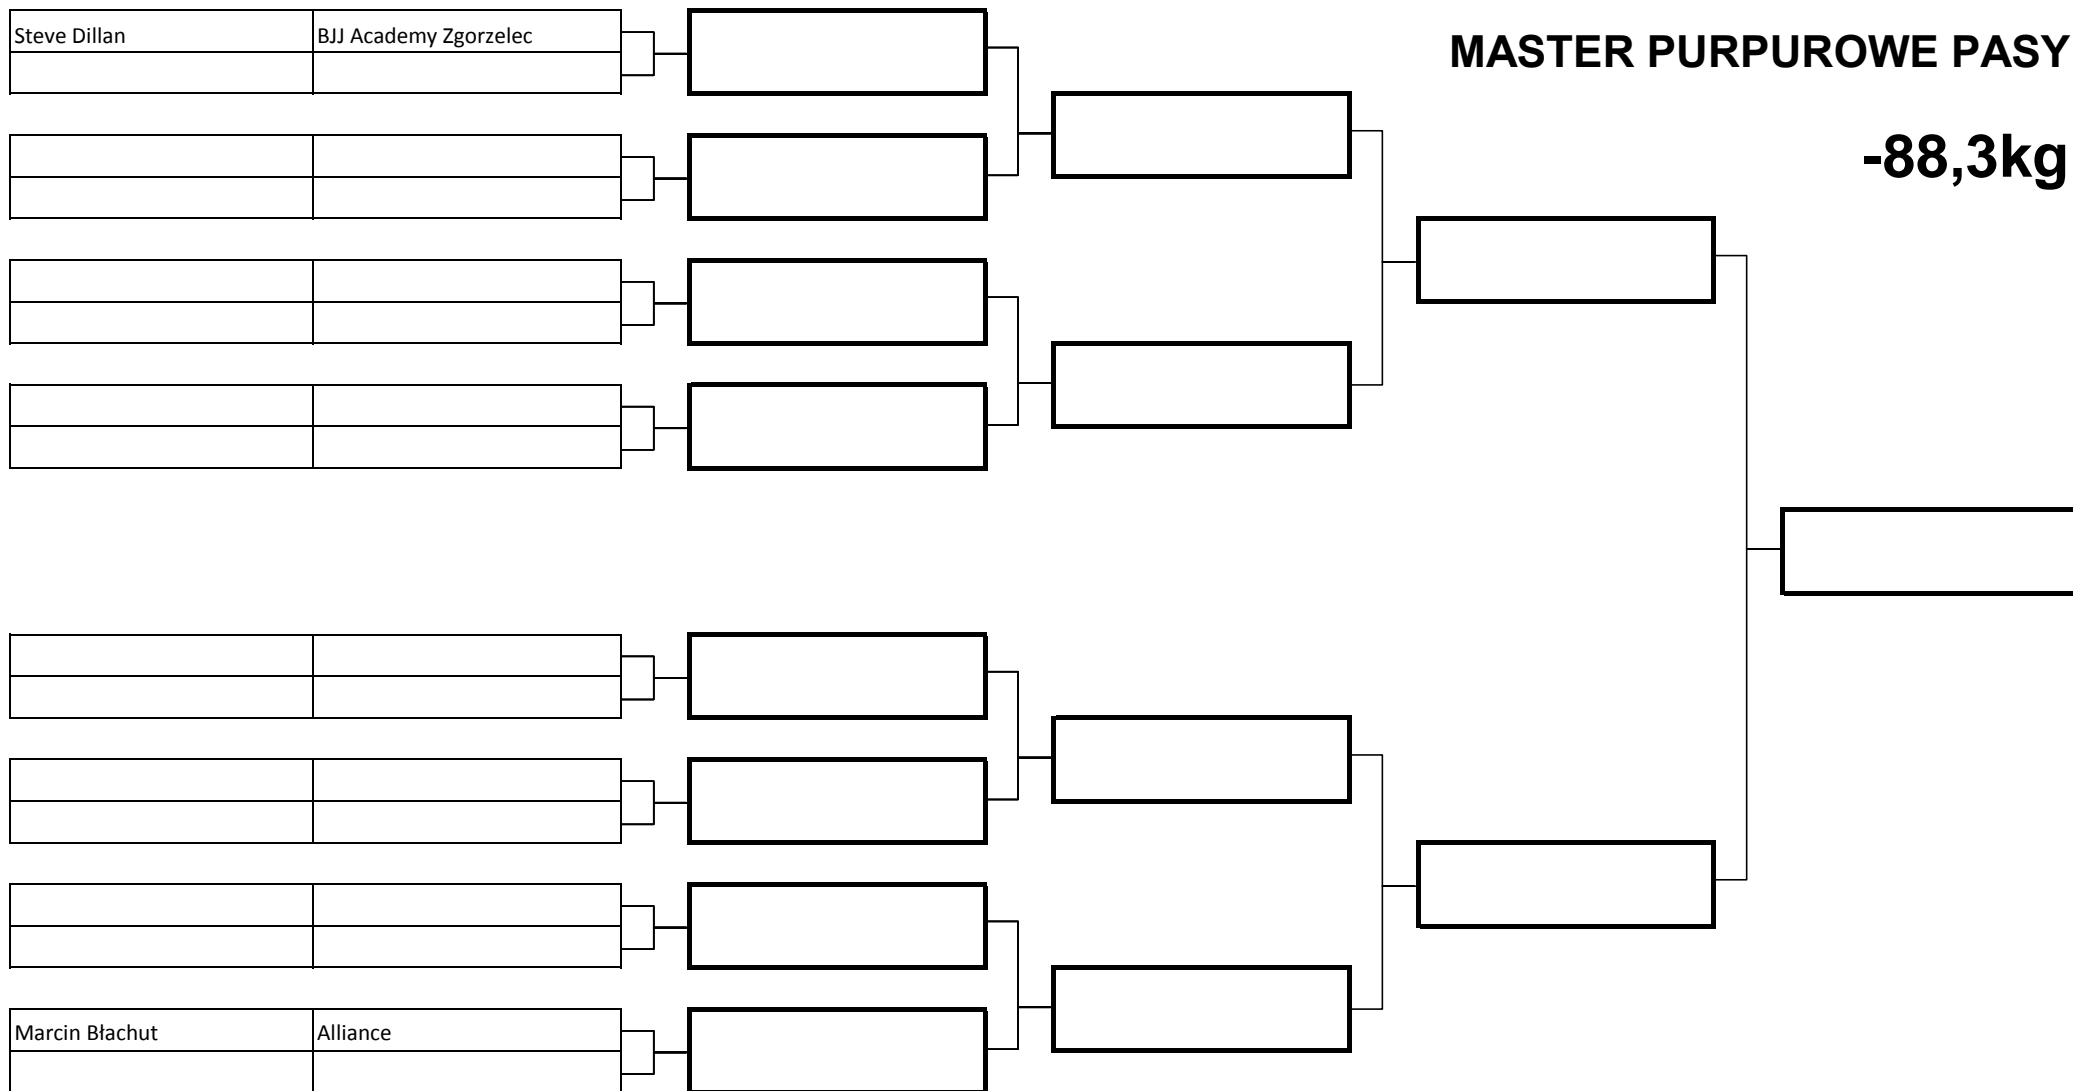 Steve Dillan BJJ Academy Zgorzelec
MASTER PURPUROWE PASY
-88,3kg
Marcin Błachut Alliance